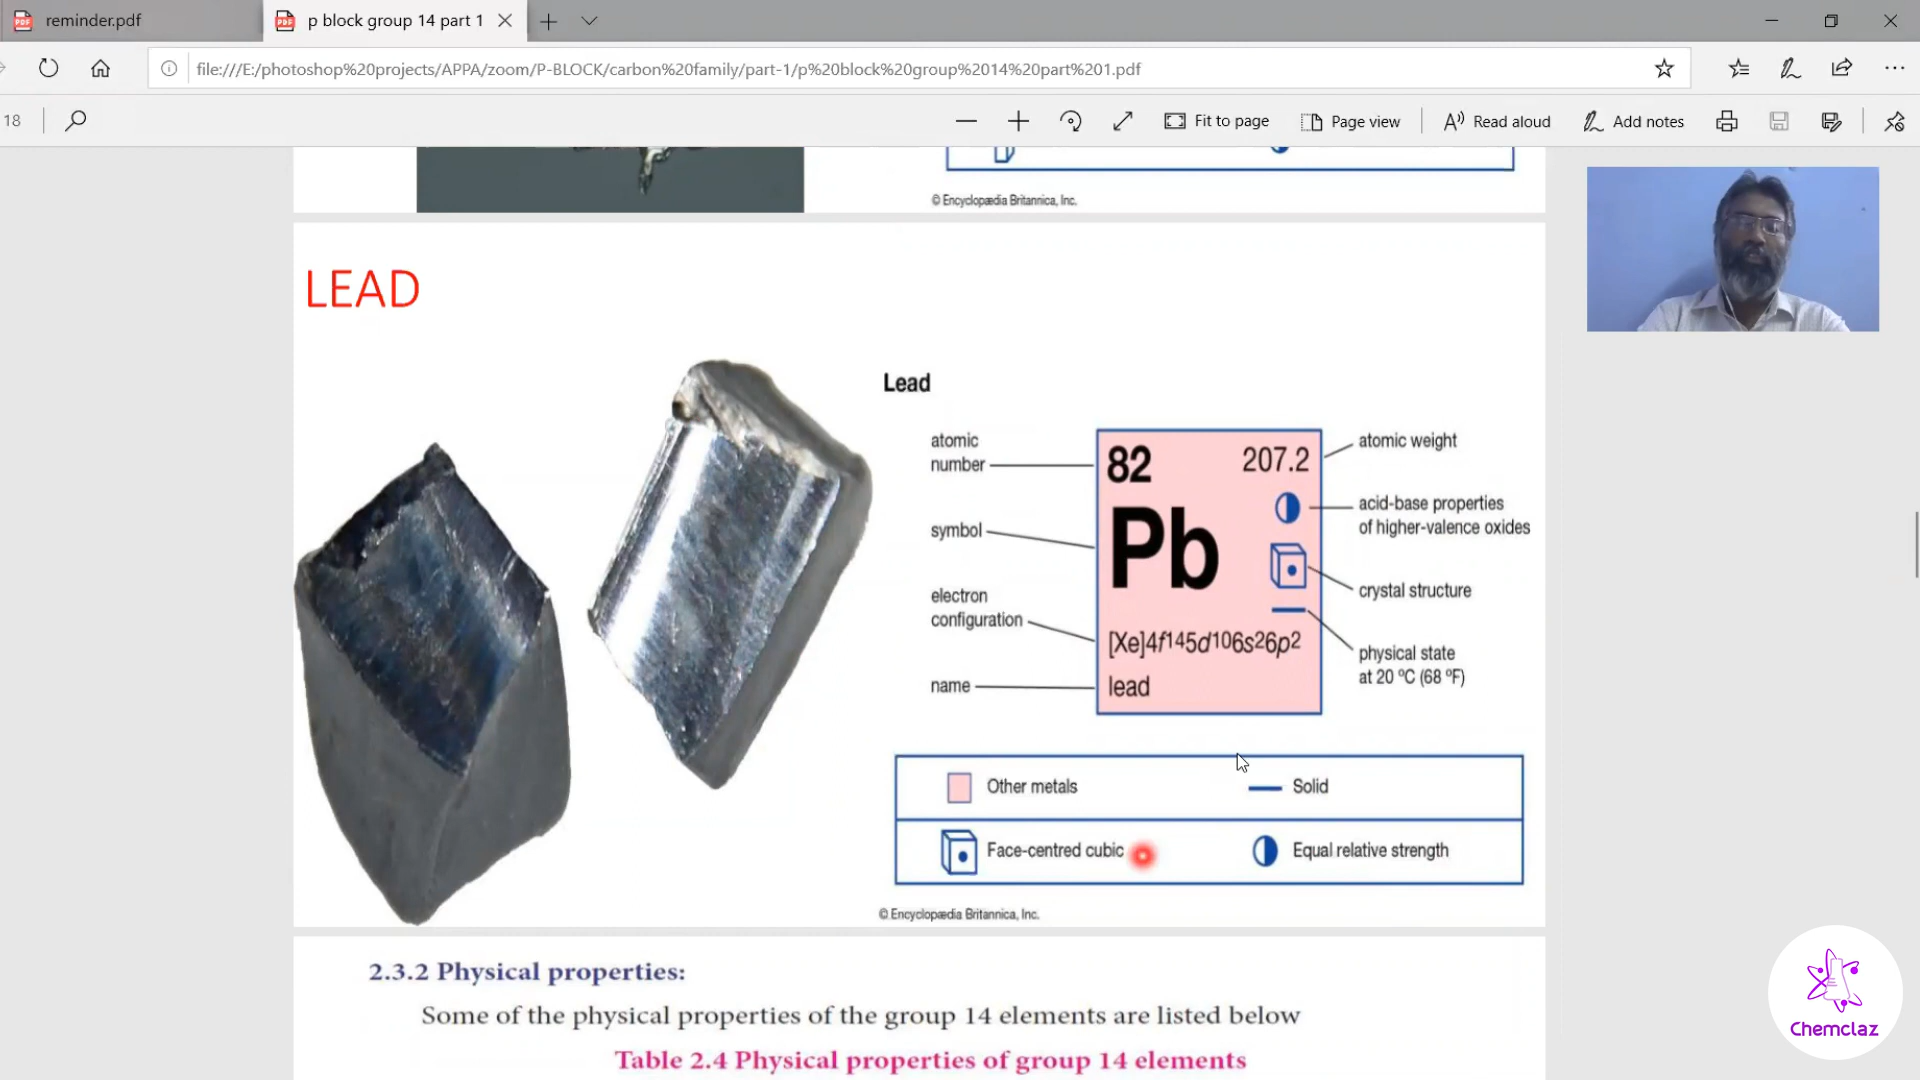 reminder.pdf
p block group 14 part 1
file:///E:/photoshop%20projects/APPA/zoom/P-BLOCK/carbon%20family/part-1/p%20block%20group%2014%20part%201.pdf
18
Fit to page
Page view
Read aloud
Add notes
© Encyclopædia Britannica, Inc.
LEAD
Lead
atomic
number
82
207.2
atomic weight
acid-base properties
of higher-valence oxides
symbol
Pb
crystal structure
electron
configuration
[Xe]4f145d106s26p2
physical state
at 20 ºC (68 ºF)
name
lead
Other metals
Solid
Face-centred cubic
Equal relative strength
© Encyclopædia Britannica, Inc.
2.3.2 Physical properties:
Some of the physical properties of the group 14 elements are listed below
Table 2.4 Physical properties of group 14 elements
Chemclaz